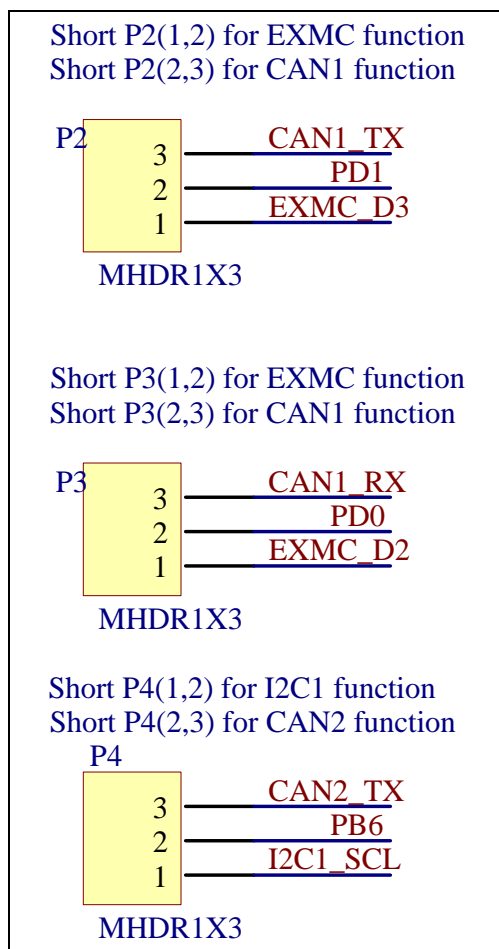 Short P2(1,2) for EXMC function
Short P2(2,3) for CAN1 function
P2
3 CAN1_TX
2 PD1
1 EXMC_D3
MHDR1X3
Short P3(1,2) for EXMC function
Short P3(2,3) for CAN1 function
P3
3 CAN1_RX
2 PD0
1 EXMC_D2
MHDR1X3
Short P4(1,2) for I2C1 function
Short P4(2,3) for CAN2 function
P4
3 CAN2_TX
2 PB6
1 I2C1_SCL
MHDR1X3